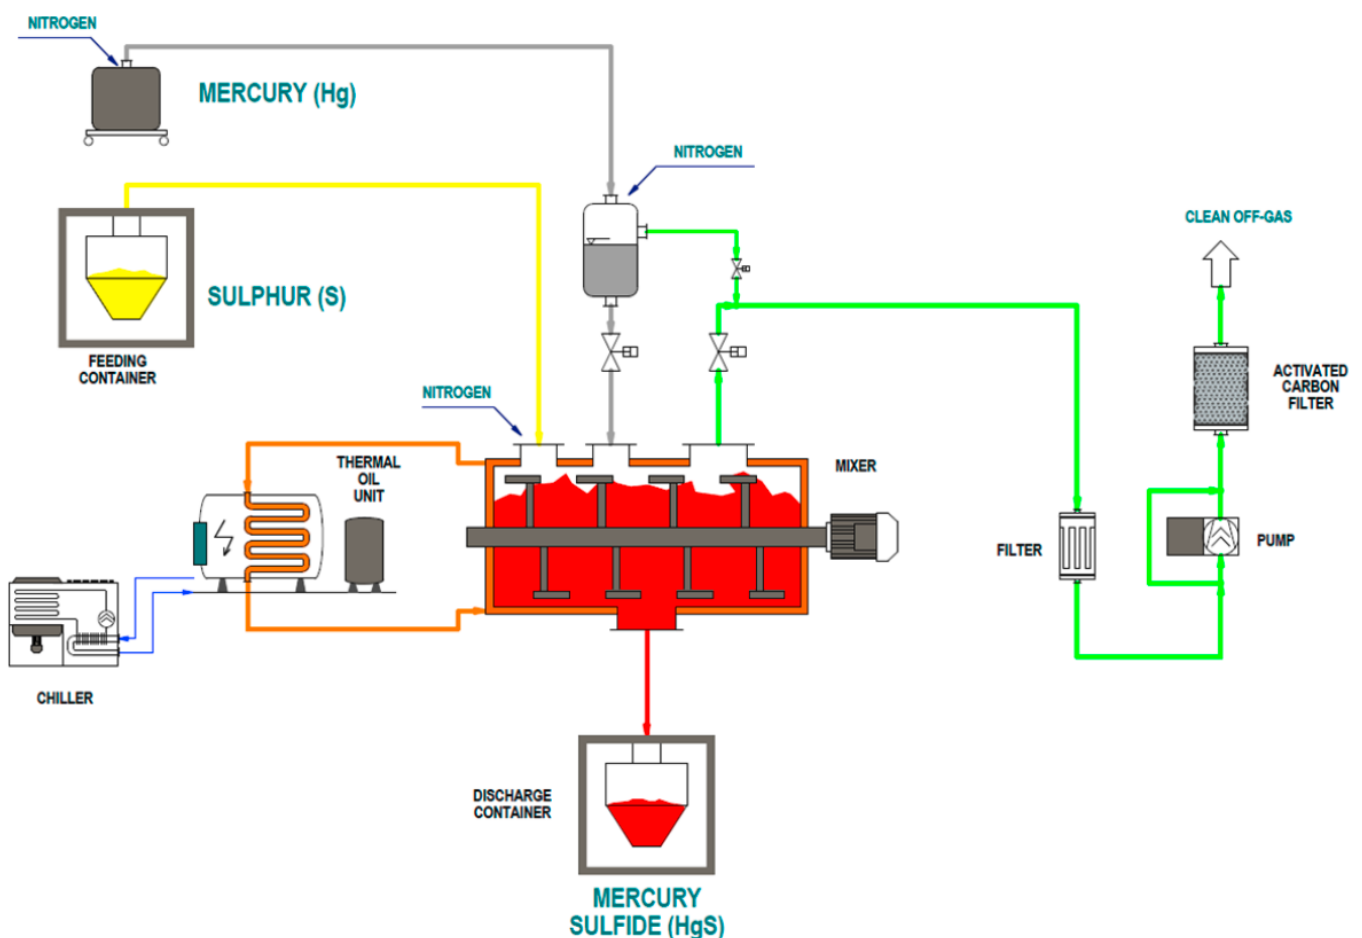 NITROGEN
MERCURY (Hg)
NITROGEN
SULPHUR (S)
FEEDING
CONTAINER
CLEAN OFF-GAS
ACTIVATED
CARBON
FILTER
NITROGEN
THERMAL
OIL
UNIT
MIXER
FILTER
PUMP
CHILLER
DISCHARGE
CONTAINER
MERCURY
SULFIDE (HgS)